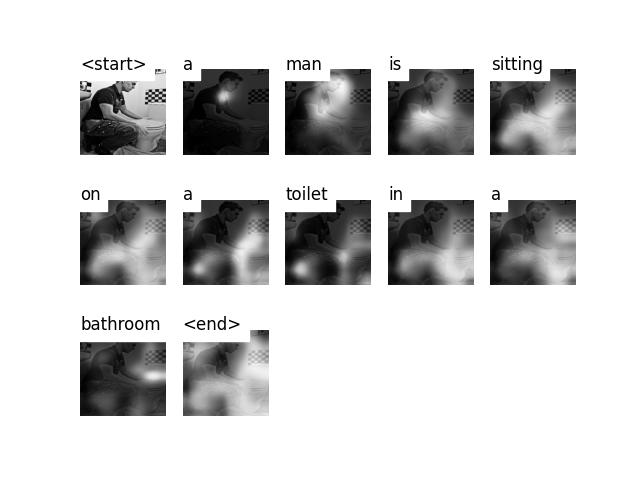 <start> a man is sitting
on a toilet in a
bathroom <end>